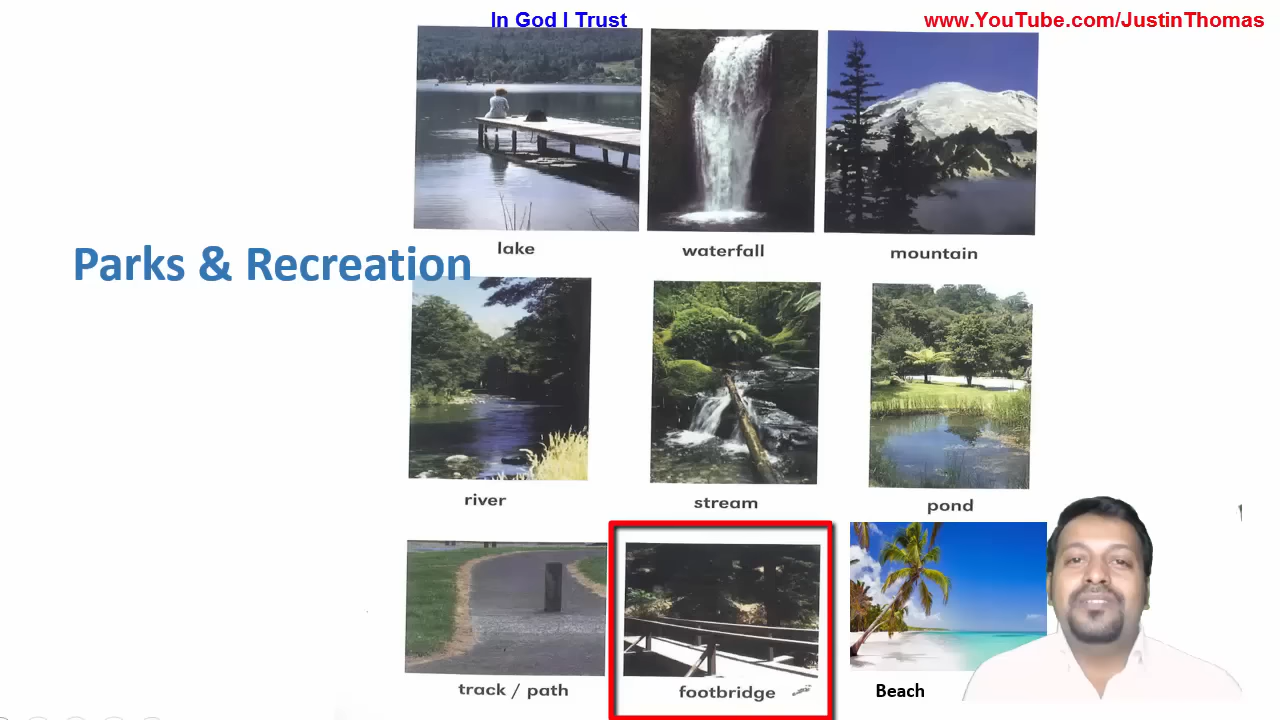 In God I Trust
www.YouTube.com/JustinThomas
lake
waterfall
mountain
Parks & Recreation
river
stream
pond
track / path
footbridge
Beach